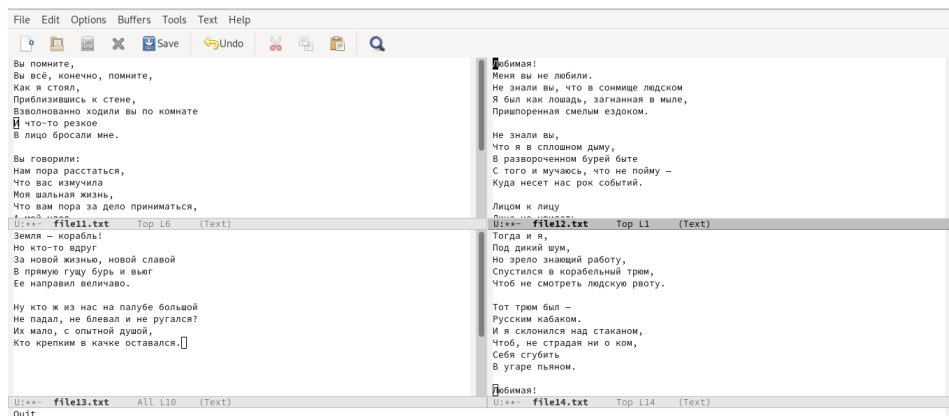 File Edit Options Buffers Tools Text Help
Save Undo
Вы помните,
Вы всё, конечно, помните,
Как я стоял,
Приблизившись к стене,
Взволнованно ходили вы по комнате
И что-то резкое
В лицо бросали мне.
Вы говорили:
Нам пора расстаться,
Что вас измучила
Моя шальная жизнь,
Что вам пора за дело приниматься,
А мой удел
U:**- file11.txt Top L6 (Text)
Любимая!
Меня вы не любили.
Не знали вы, что в сонмище людском
Я был как лошадь, загнанная в мыле,
Пришпоренная смелым ездоком.
Не знали вы,
Что я в сплошном дыму,
В развороченном бурей быте
С того и мучаюсь, что не пойму —
Куда несет нас рок событий.
Лицом к лицу
Лица не увидать.
U:**- file12.txt Top L1 (Text)
Земля — корабль!
Но кто-то вдруг
За новой жизнью, новой славой
В прямую гущу бурь и вьюг
Ее направил величаво.
Ну кто ж из нас на палубе большой
Не падал, не блевал и не ругался?
Их мало, с опытной душой,
Кто крепким в качке оставался.
U:**- file13.txt All L10 (Text)
Тогда и я,
Под дикий шум,
Но зрело знающий работу,
Спустился в корабельный трюм,
Чтоб не смотреть людскую рвоту.
Тот трюм был —
Русским кабаком.
И я склонился над стаканом,
Чтоб, не страдая ни о ком,
Себя сгубить
В угаре пьяном.
Любимая!
U:**- file14.txt Top L14 (Text)
Quit